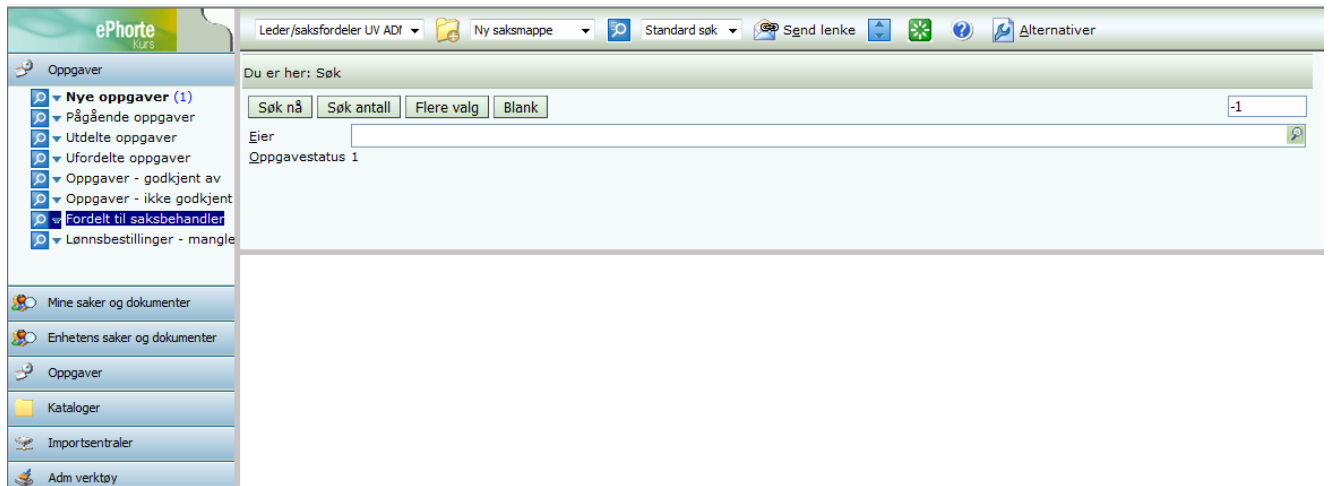 ePhorte
Kurs
Leder/saksfordeler UV ADM
Ny saksmappe
Standard søk
Send lenke
Alternativer
Oppgaver
Nye oppgaver (1)
Pågående oppgaver
Utdelte oppgaver
Ufordelte oppgaver
Oppgaver - godkjent av
Oppgaver - ikke godkjent
Fordelt til saksbehandler
Lønnsbestillinger - mangle
Du er her: Søk
Søk nå Søk antall Flere valg Blank -1
Eier
Oppgavestatus 1
Mine saker og dokumenter
Enhetens saker og dokumenter
Oppgaver
Kataloger
Importsentraler
Adm verktøy